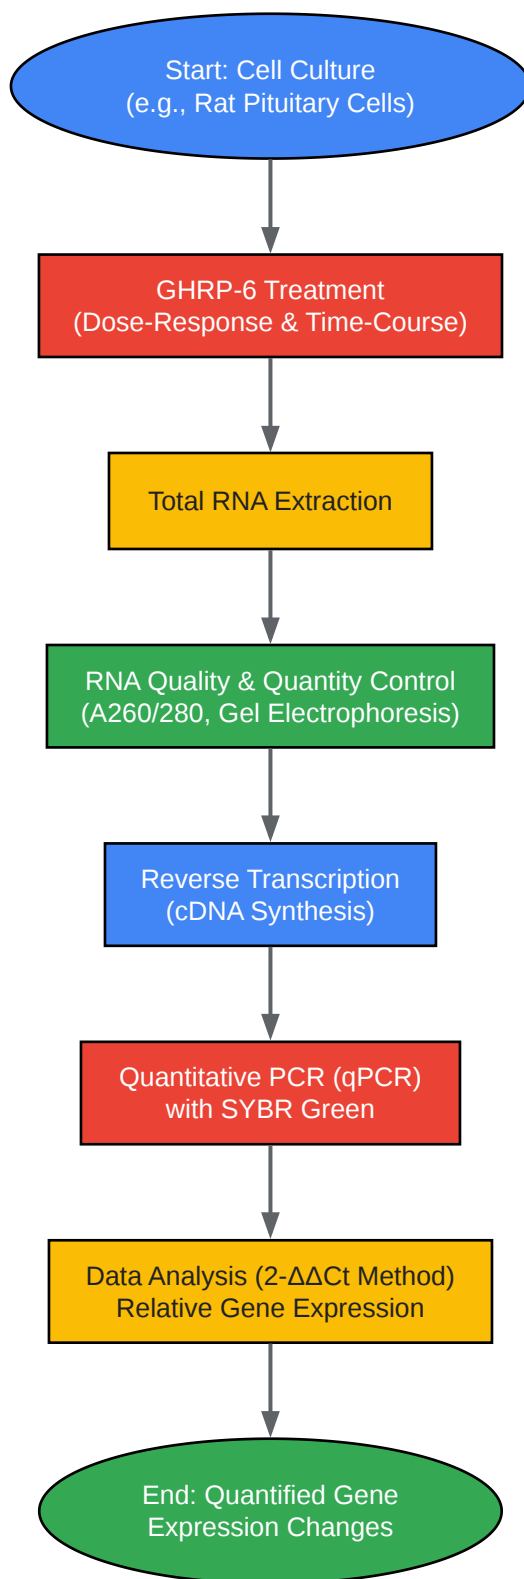 Start: Cell Culture
(e.g., Rat Pituitary Cells)
GHRP-6 Treatment
(Dose-Response & Time-Course)
Total RNA Extraction
RNA Quality & Quantity Control
(A260/280, Gel Electrophoresis)
Reverse Transcription
(cDNA Synthesis)
Quantitative PCR (qPCR)
with SYBR Green
Data Analysis (2-ΔΔCt Method)
Relative Gene Expression
End: Quantified Gene
Expression Changes